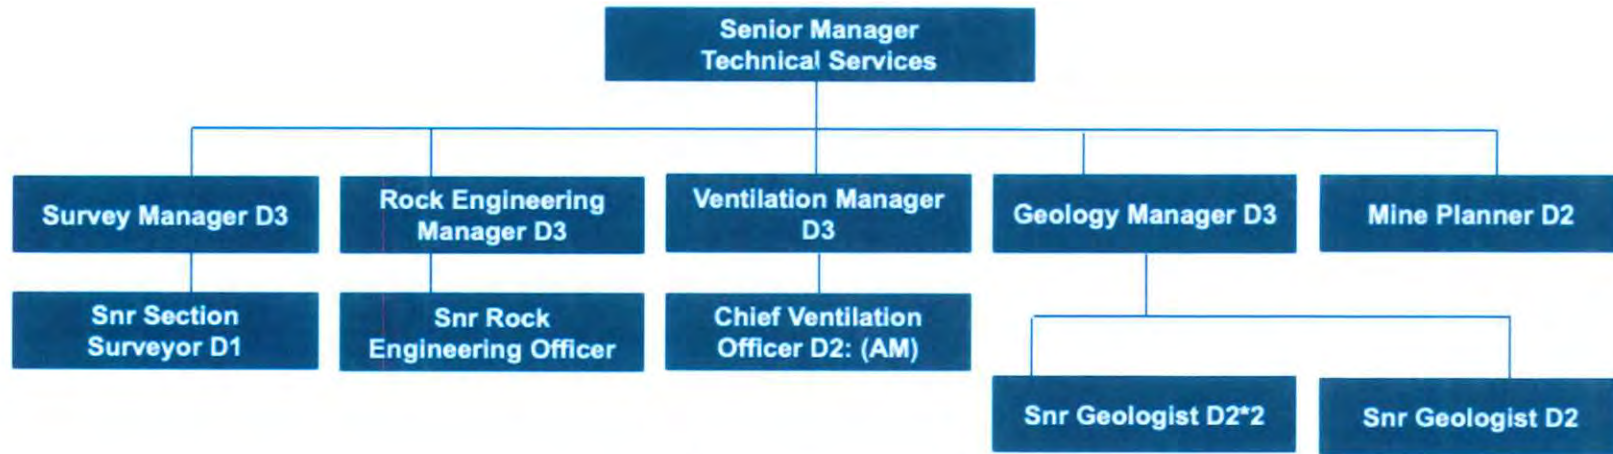 Senior Manager
Technical Services
Survey Manager D3
Rock Engineering
Manager D3
Ventilation Manager
D3
Geology Manager D3
Mine Planner D2
Snr Section
Surveyor D1
Snr Rock
Engineering Officer
Chief Ventilation
Officer D2: (AM)
Snr Geologist D2*2
Snr Geologist D2